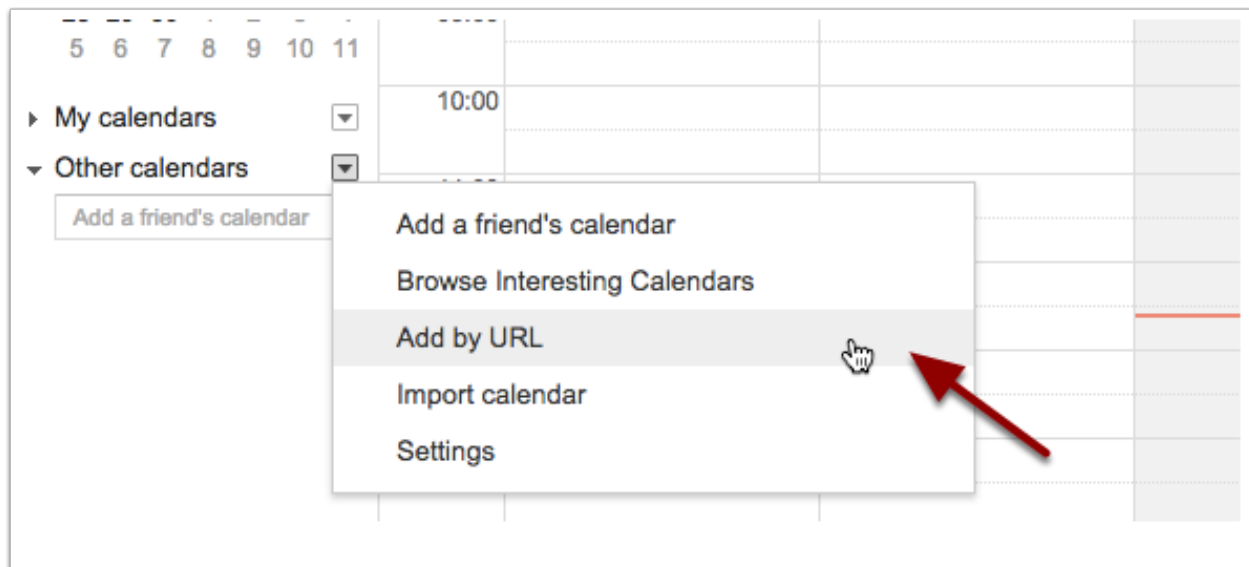 5 6 7 8 9 10 11
My calendars
10:00
Other calendars
Add a friend's calendar
Add a friend's calendar
Browse Interesting Calendars
Add by URL
Import calendar
Settings